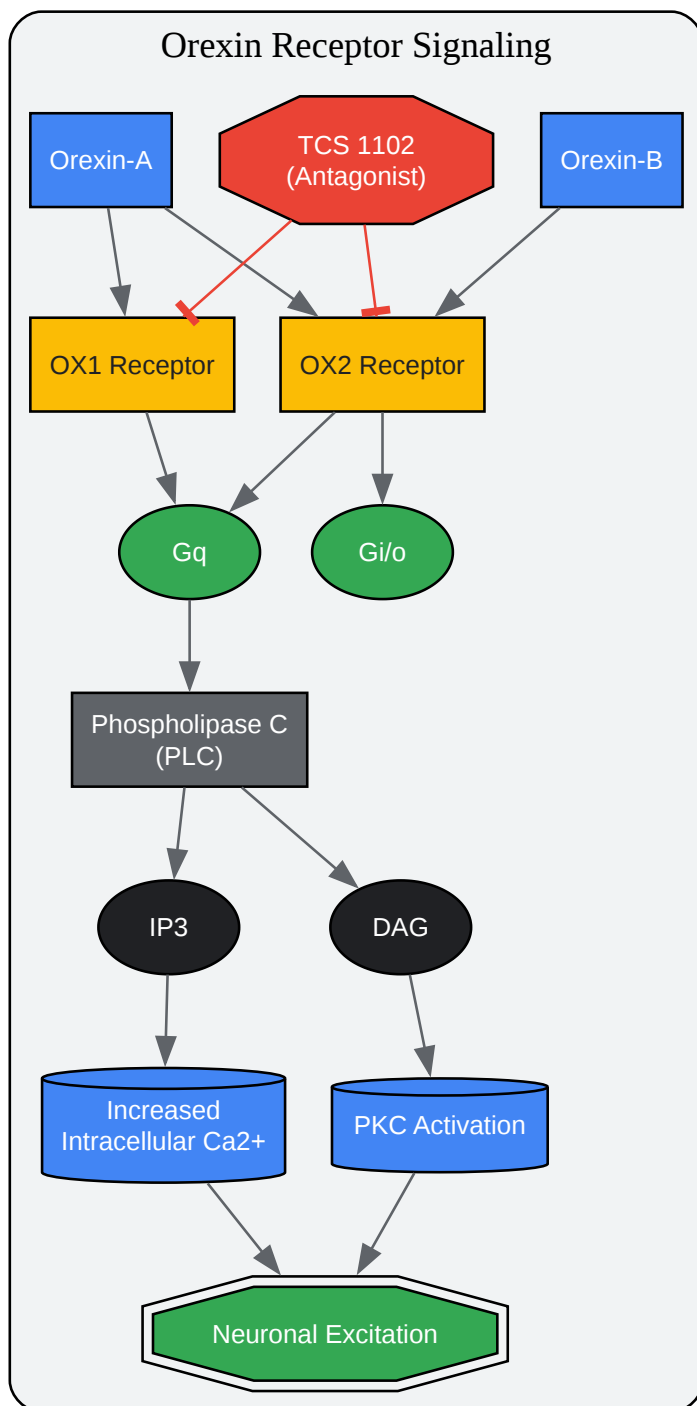 Orexin Receptor Signaling
Orexin-A
TCS 1102
(Antagonist)
Orexin-B
OX1 Receptor
OX2 Receptor
Gq
Gi/o
Phospholipase C
(PLC)
IP3
DAG
Increased
Intracellular Ca2+
PKC Activation
Neuronal Excitation